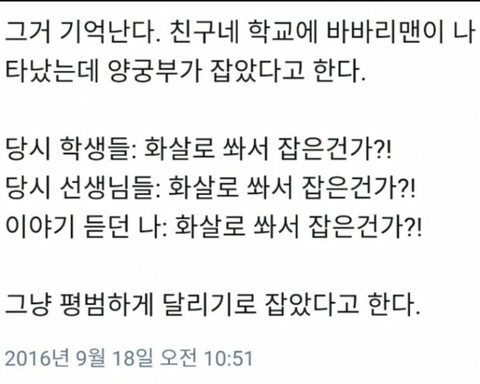 그거 기억난다. 친구네 학교에 바바리맨이 나
타났는데 양궁부가 잡았다고 한다.
당시 학생들: 화살로 쏴서 잡은건가?!
당시 선생님들: 화살로 쏴서 잡은건가?!
이야기 듣던 나: 화살로 쏴서 잡은건가?!
그냥 평범하게 달리기로 잡았다고 한다.
2016년 9월 18일 오전 10:51